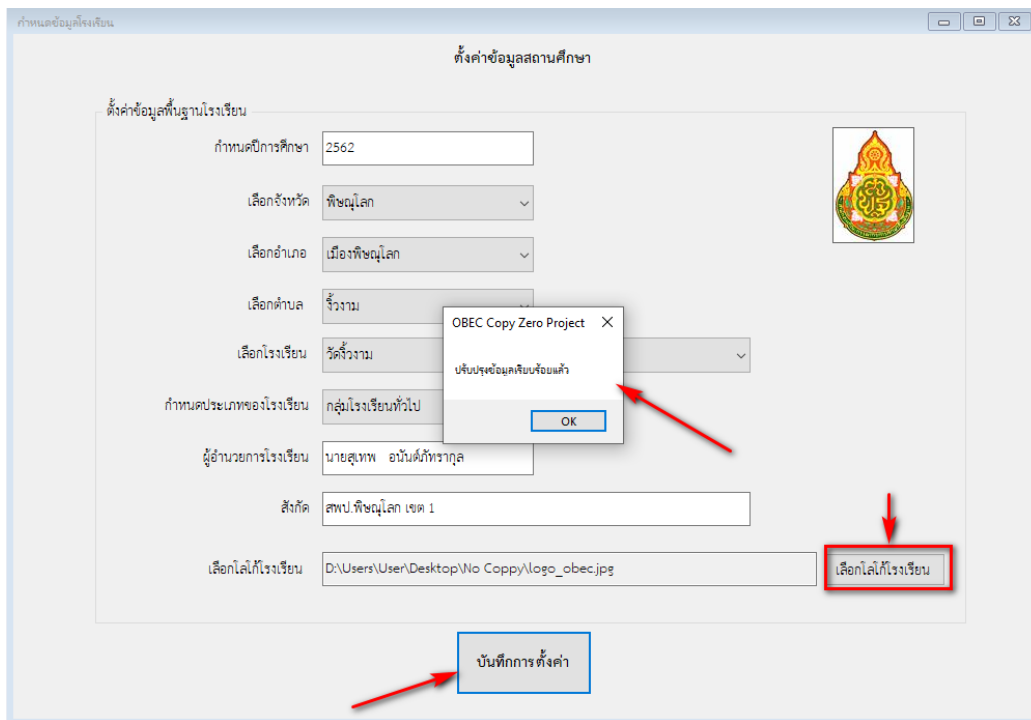 กำหนดข้อมูลโรงเรียน
ตั้งค่าข้อมูลสถานศึกษา
ตั้งค่าข้อมูลพื้นฐานโรงเรียน
กำหนดปีการศึกษา 2562
เลือกจังหวัด พิษณุโลก
เลือกอำเภอ เมืองพิษณุโลก
เลือกตำบล งิ้วงาม
OBEC Copy Zero Project
เลือกโรงเรียน วัดงิ้วงาม
ปรับปรุงข้อมูลเรียบร้อยแล้ว
กำหนดประเภทของโรงเรียน กลุ่มโรงเรียนทั่วไป
OK
ผู้อำนวยการโรงเรียน นายสุเทพ อนันต์ภัทรากุล
สังกัด สพป.พิษณุโลก เขต 1
เลือกโลโก้โรงเรียน D:\Users\User\Desktop\No Coppy\logo_obec.jpg เลือกโลโก้โรงเรียน
บันทึกการตั้งค่า